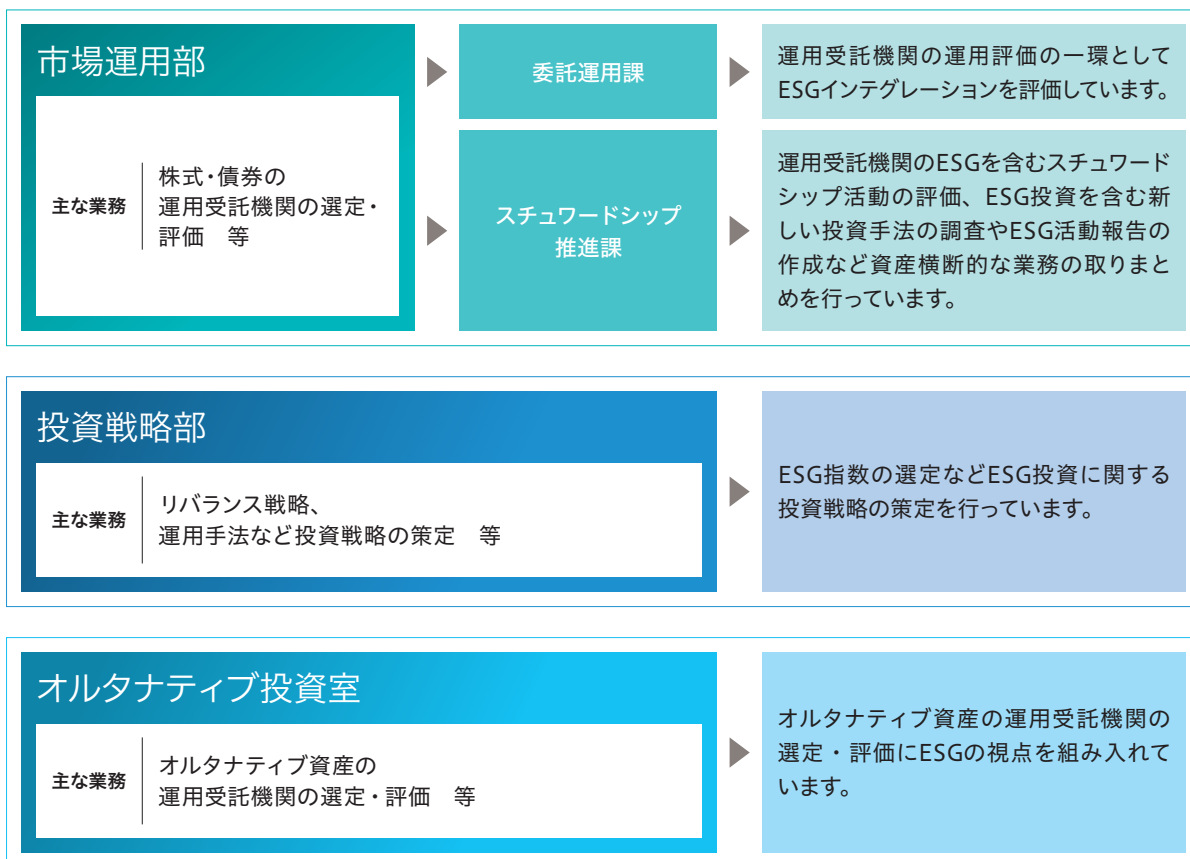 市場運用部
主な業務
株式・債券の
運用受託機関の選定・
評価　等
委託運用課
運用受託機関の運用評価の一環として
ESGインテグレーションを評価しています。
スチュワードシップ
推進課
運用受託機関のESGを含むスチュワード
シップ活動の評価、ESG投資を含む新
しい投資手法の調査やESG活動報告の
作成など資産横断的な業務の取りまと
めを行っています。
投資戦略部
主な業務
リバランス戦略、
運用手法など投資戦略の策定　等
ESG指数の選定などESG投資に関する
投資戦略の策定を行っています。
オルタナティブ投資室
主な業務
オルタナティブ資産の
運用受託機関の選定・評価　等
オルタナティブ資産の運用受託機関の
選定・評価にESGの視点を組み入れて
います。